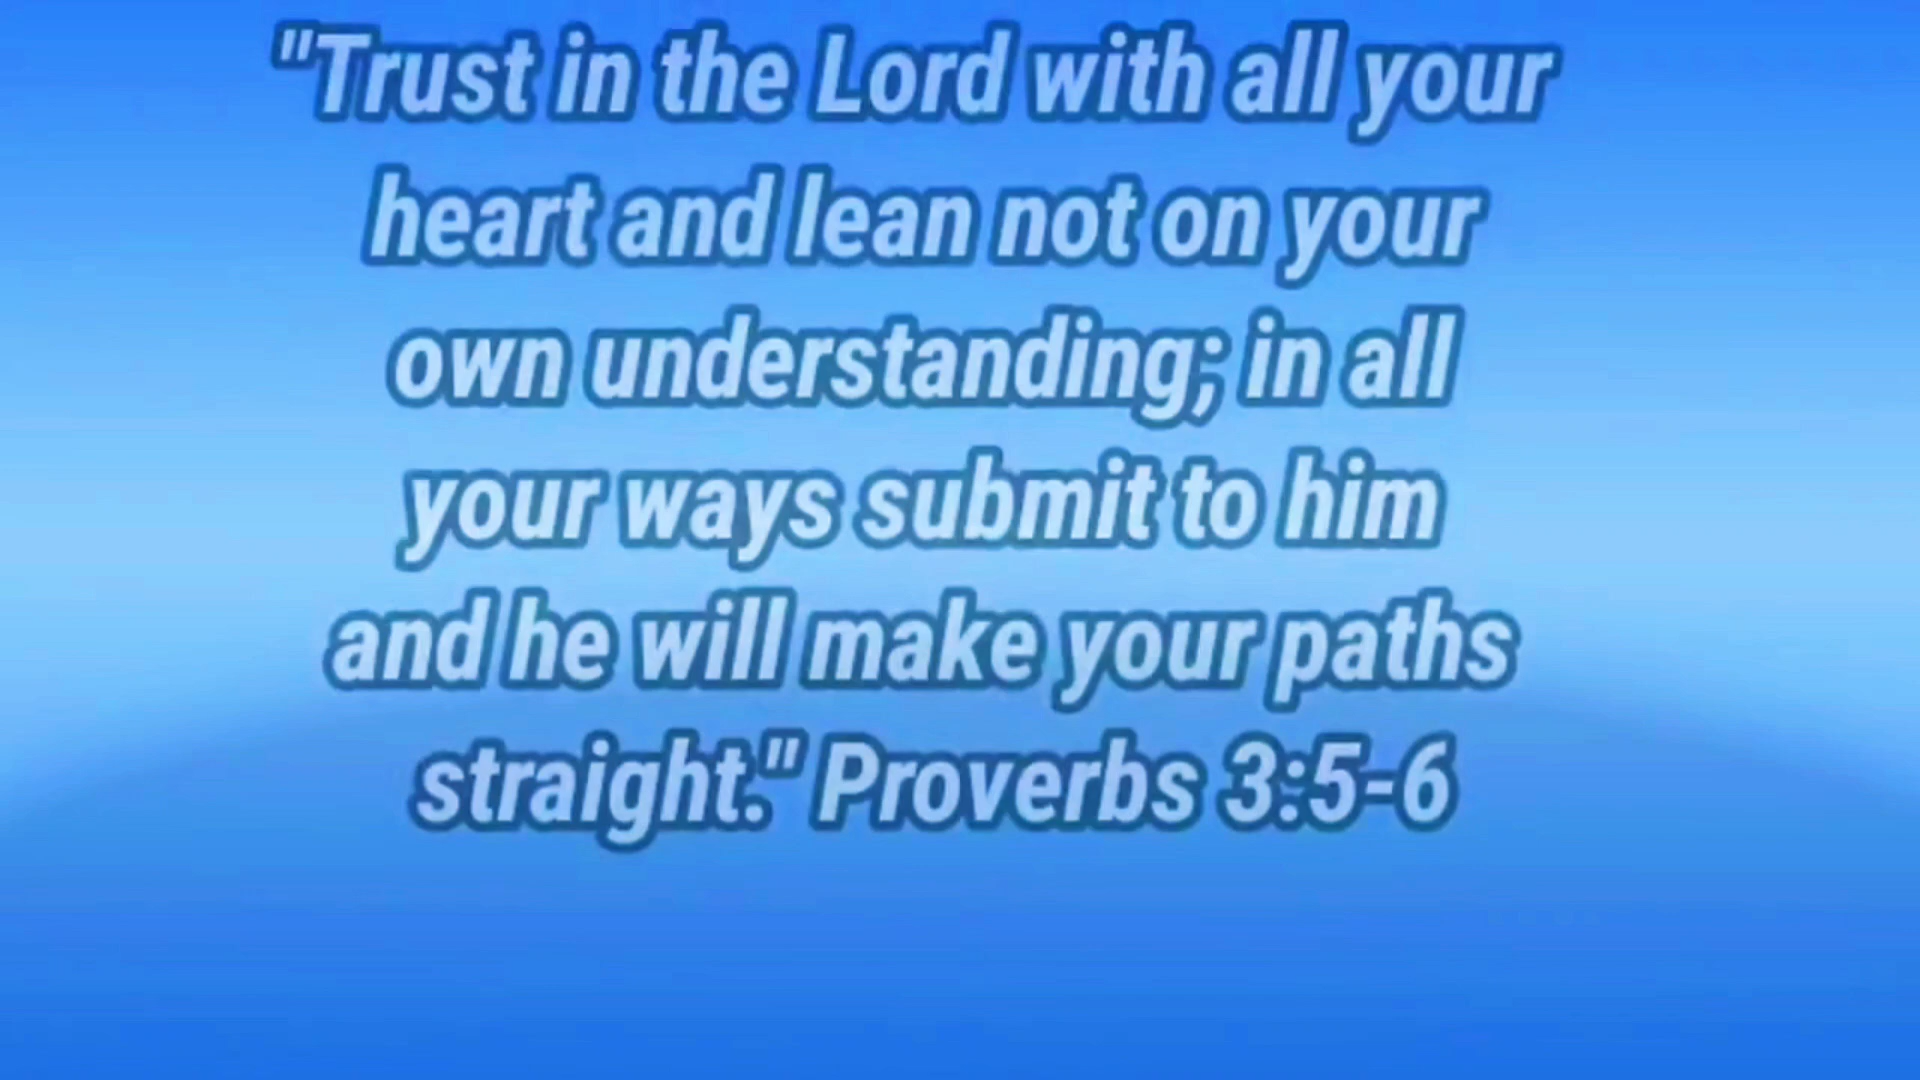 "Trust in the Lord with all your
heart and lean not on your
own understanding; in all
your ways submit to him
and he will make your paths
straight." Proverbs 3:5-6